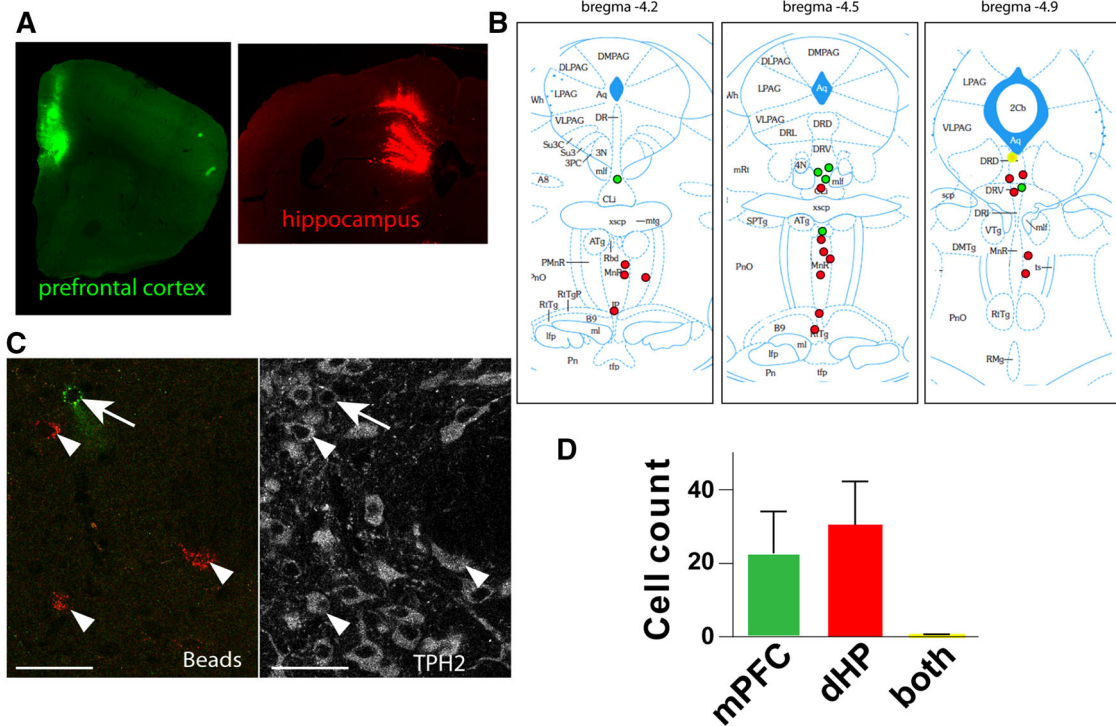 A
prefrontal cortex
hippocampus
B
bregma -4.2
DMPAG
DLPAG
LPAG
Aq
Wh
DR
VLPAG
Su3C
Su3
3PC
3N
mlf
A8
CLi
xscp
mtg
ATg
Rbd
PMnR
MnR
PnO
RtTgP
RtTg
IP
B9
lfp
ml
Pn
tfp
bregma -4.5
DMPAG
DLPAG
LPAG
Aq
Wh
VLPAG
DRD
DRL
DRV
4N
mRt
mlf
CLi
xscp
SPTg
ATg
PnO
MnR
B9
RtTg
ml
lfp
Pn
tfp
bregma -4.9
LPAG
2Cb
VLPAG
Aq
DRD
DRV
scp
DRI
mlf
VTg
DMTg
MnR
ts
PnO
RtTg
RMg
C
Beads
TPH2
D
Cell count
40
20
0
mPFC
dHP
both